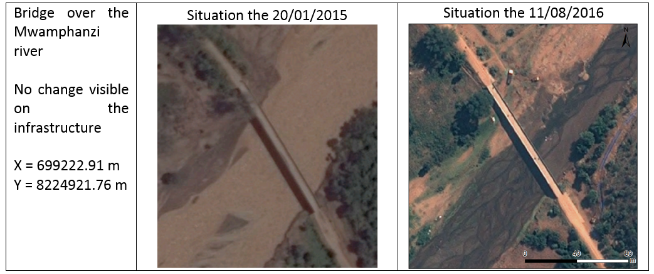 Bridge over the
Mwamphanzi
river
No change visible
on the
infrastructure
X = 699222.91 m
Y = 8224921.76 m
Situation the 20/01/2015
Situation the 11/08/2016
N
0
m